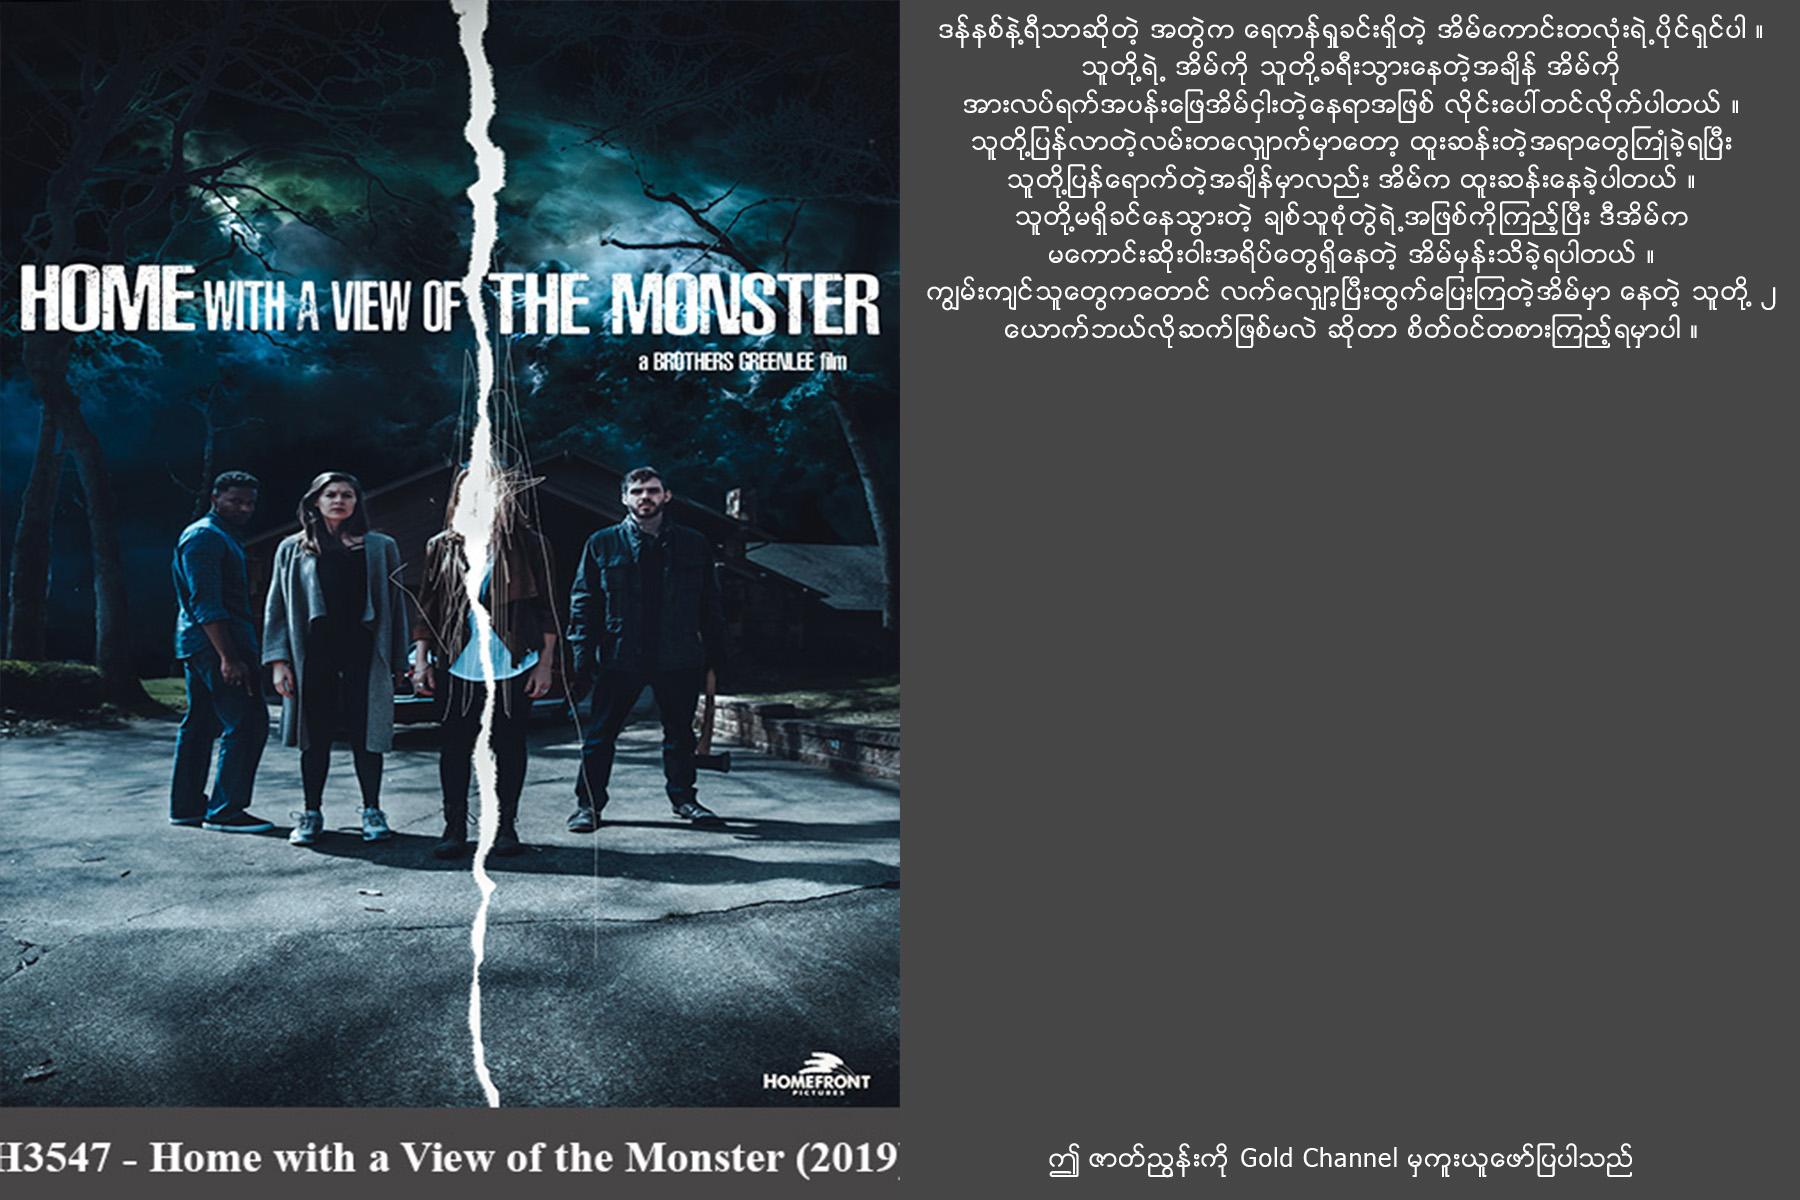 HOME WITH A VIEW OF THE MONSTER
a BROTHERS GREENLEE film
HOMEFRONT
PICTURES
H3547 - Home with a View of the Monster (2019)
ဒန်နစ်နဲ့ရီသာဆိုတဲ့ အတွဲက ရေကန်ရှုခင်းရှိတဲ့ အိမ်ကောင်းတလုံးရဲ့ပိုင်ရှင်ပါ ။
သူတို့ရဲ့ အိမ်ကို သူတို့ခရီးသွားနေတဲ့အချိန် အိမ်ကို
အားလပ်ရက်အပန်းဖြေအိမ်ငှါးတဲ့နေရာအဖြစ် လိုင်းပေါ်တင်လိုက်ပါတယ် ။
သူတို့ပြန်လာတဲ့လမ်းတလျှောက်မှာတော့ ထူးဆန်းတဲ့အရာတွေကြုံခဲ့ရပြီး
သူတို့ပြန်ရောက်တဲ့အချိန်မှာလည်း အိမ်က ထူးဆန်းနေခဲ့ပါတယ် ။
သူတို့မရှိခင်နေသွားတဲ့ ချစ်သူစုံတွဲရဲ့အဖြစ်ကိုကြည့်ပြီး ဒီအိမ်က
မကောင်းဆိုးဝါးအရိပ်တွေရှိနေတဲ့ အိမ်မှန်းသိခဲ့ရပါတယ် ။
ကျွမ်းကျင်သူတွေကတောင် လက်လျှော့ပြီးထွက်ပြေးကြတဲ့အိမ်မှာ နေတဲ့ သူတို့ ၂
ယောက်ဘယ်လိုဆက်ဖြစ်မလဲ ဆိုတာ စိတ်ဝင်တစားကြည့်ရမှာပါ ။
ဤ ဇာတ်ညွှန်းကို Gold Channel မှကူးယူဖော်ပြပါသည်